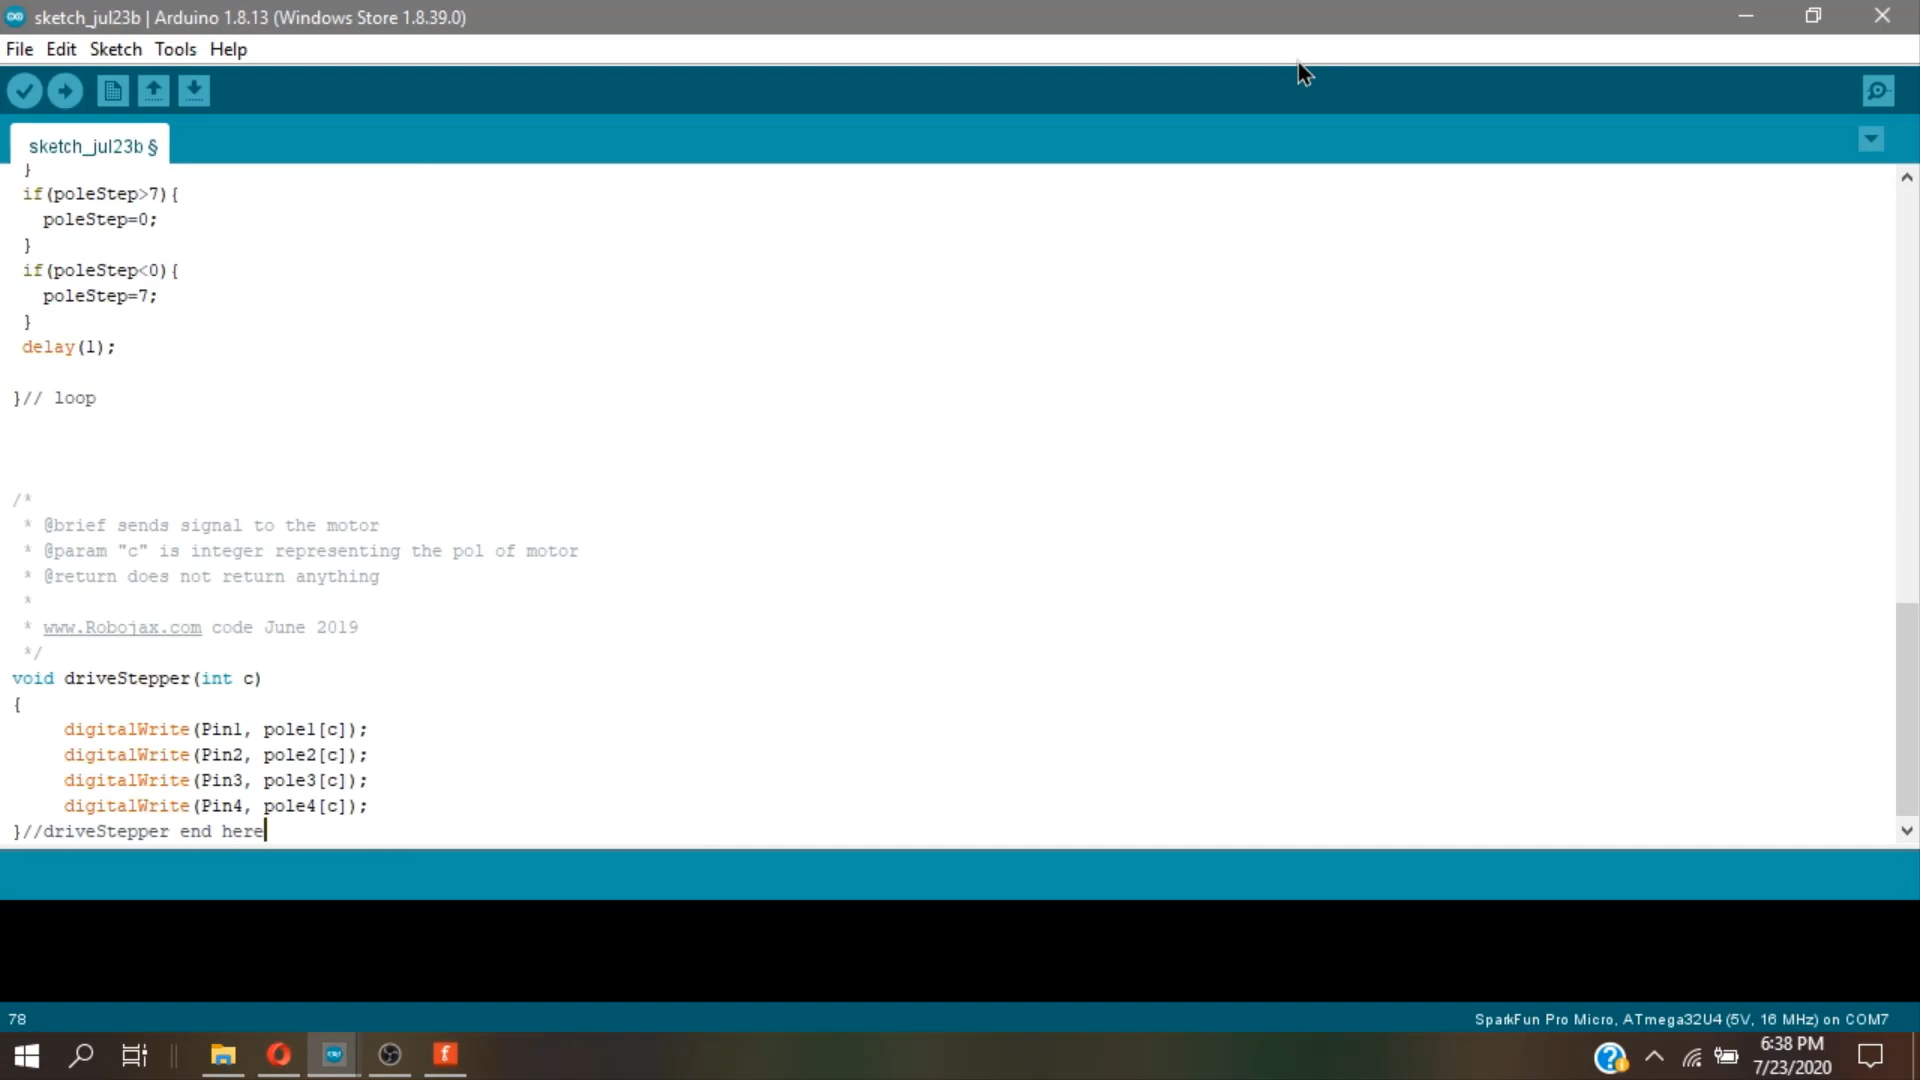 sketch_jul23b | Arduino 1.8.13 (Windows Store 1.8.39.0)
File Edit Sketch Tools Help
sketch_jul23b §
}
if(poleStep>7){
poleStep=0;
}
if(poleStep<0){
poleStep=7;
}
delay(1);
}// loop
/*
* @brief sends signal to the motor
* @param "c" is integer representing the pol of motor
* @return does not return anything
*
* www.Robojax.com code June 2019
*/
void driveStepper(int c)
{
digitalWrite(Pin1, pole1[c]);
digitalWrite(Pin2, pole2[c]);
digitalWrite(Pin3, pole3[c]);
digitalWrite(Pin4, pole4[c]);
}//driveStepper end here
78
SparkFun Pro Micro, ATmega32U4 (5V, 16 MHz) on COM7
6:38 PM
7/23/2020